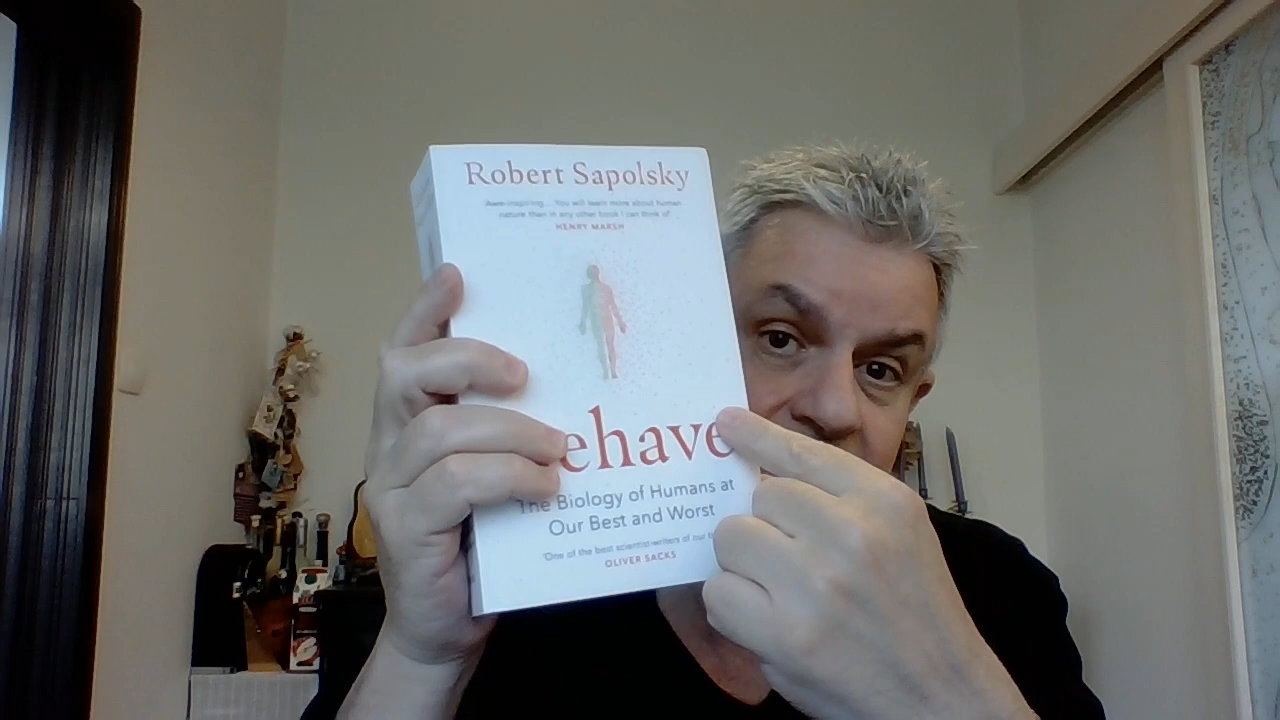 Robert Sapolsky
'Awe-inspiring... You will learn more about human
nature than in any other book I can think of'
HENRY MARSH
ehave
The Biology of Humans at
Our Best and Worst
'One of the best scientist-writers of our
OLIVER SACKS